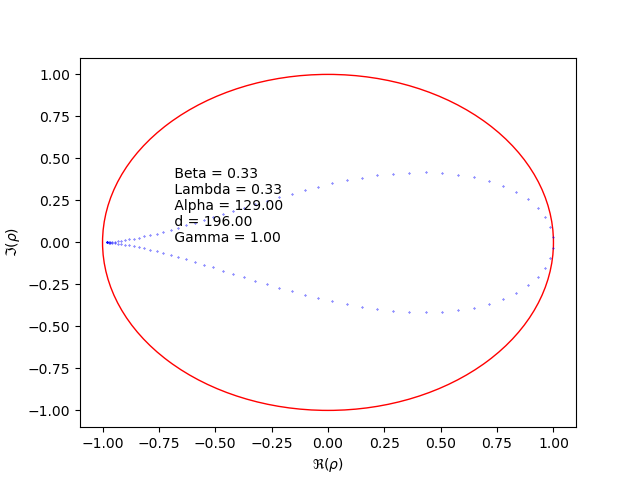 1.00
0.75
0.50
0.25
0.00
−0.25
−0.50
−0.75
−1.00
ℑ(ρ)
Beta = 0.33
Lambda = 0.33
Alpha = 129.00
d = 196.00
Gamma = 1.00
−1.00 −0.75 −0.50 −0.25 0.00 0.25 0.50 0.75 1.00
ℜ(ρ)